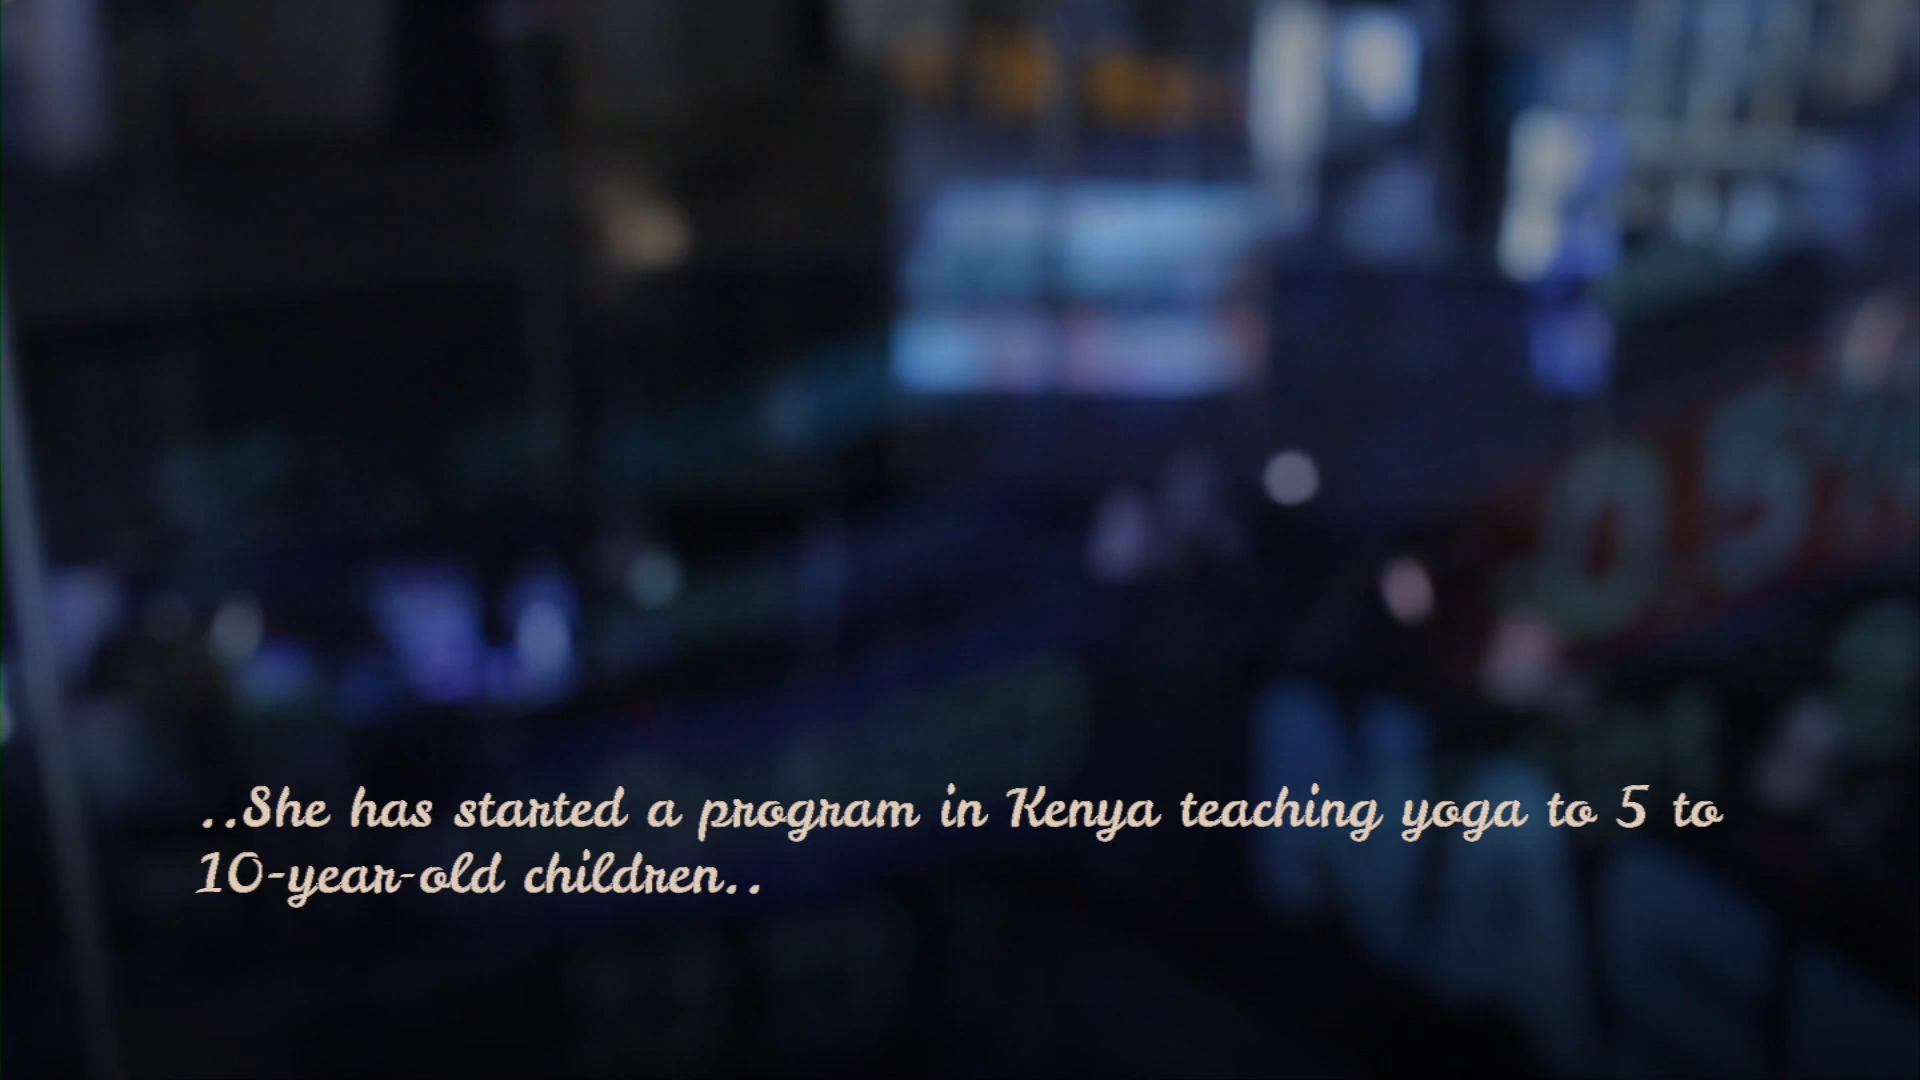 ..She has started a program in Kenya teaching yoga to 5 to
10-year-old children..